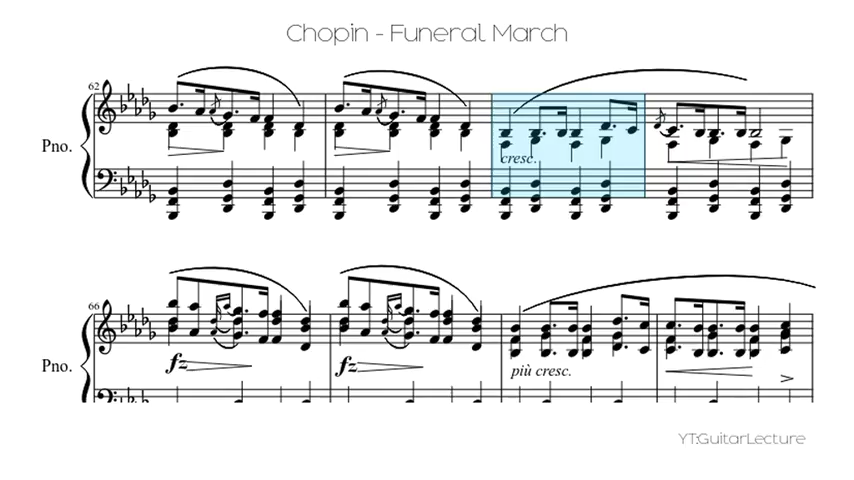 Chopin - Funeral March
62
Pno.
cresc.
66
Pno.
fz
fz
più cresc.
YT:GuitarLecture